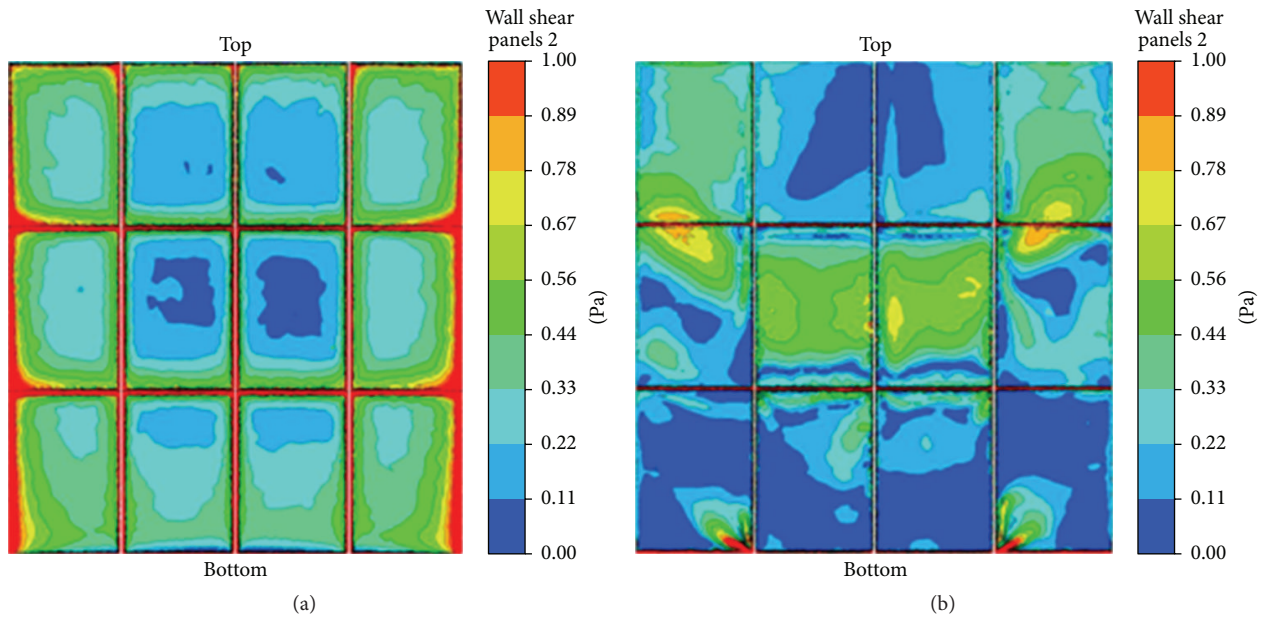 Top
Wall shear
panels 2
1.00
0.89
0.78
0.67
0.56
0.44
0.33
0.22
0.11
0.00
(Pa)
Bottom
(a)
Top
Wall shear
panels 2
1.00
0.89
0.78
0.67
0.56
0.44
0.33
0.22
0.11
0.00
(Pa)
Bottom
(b)